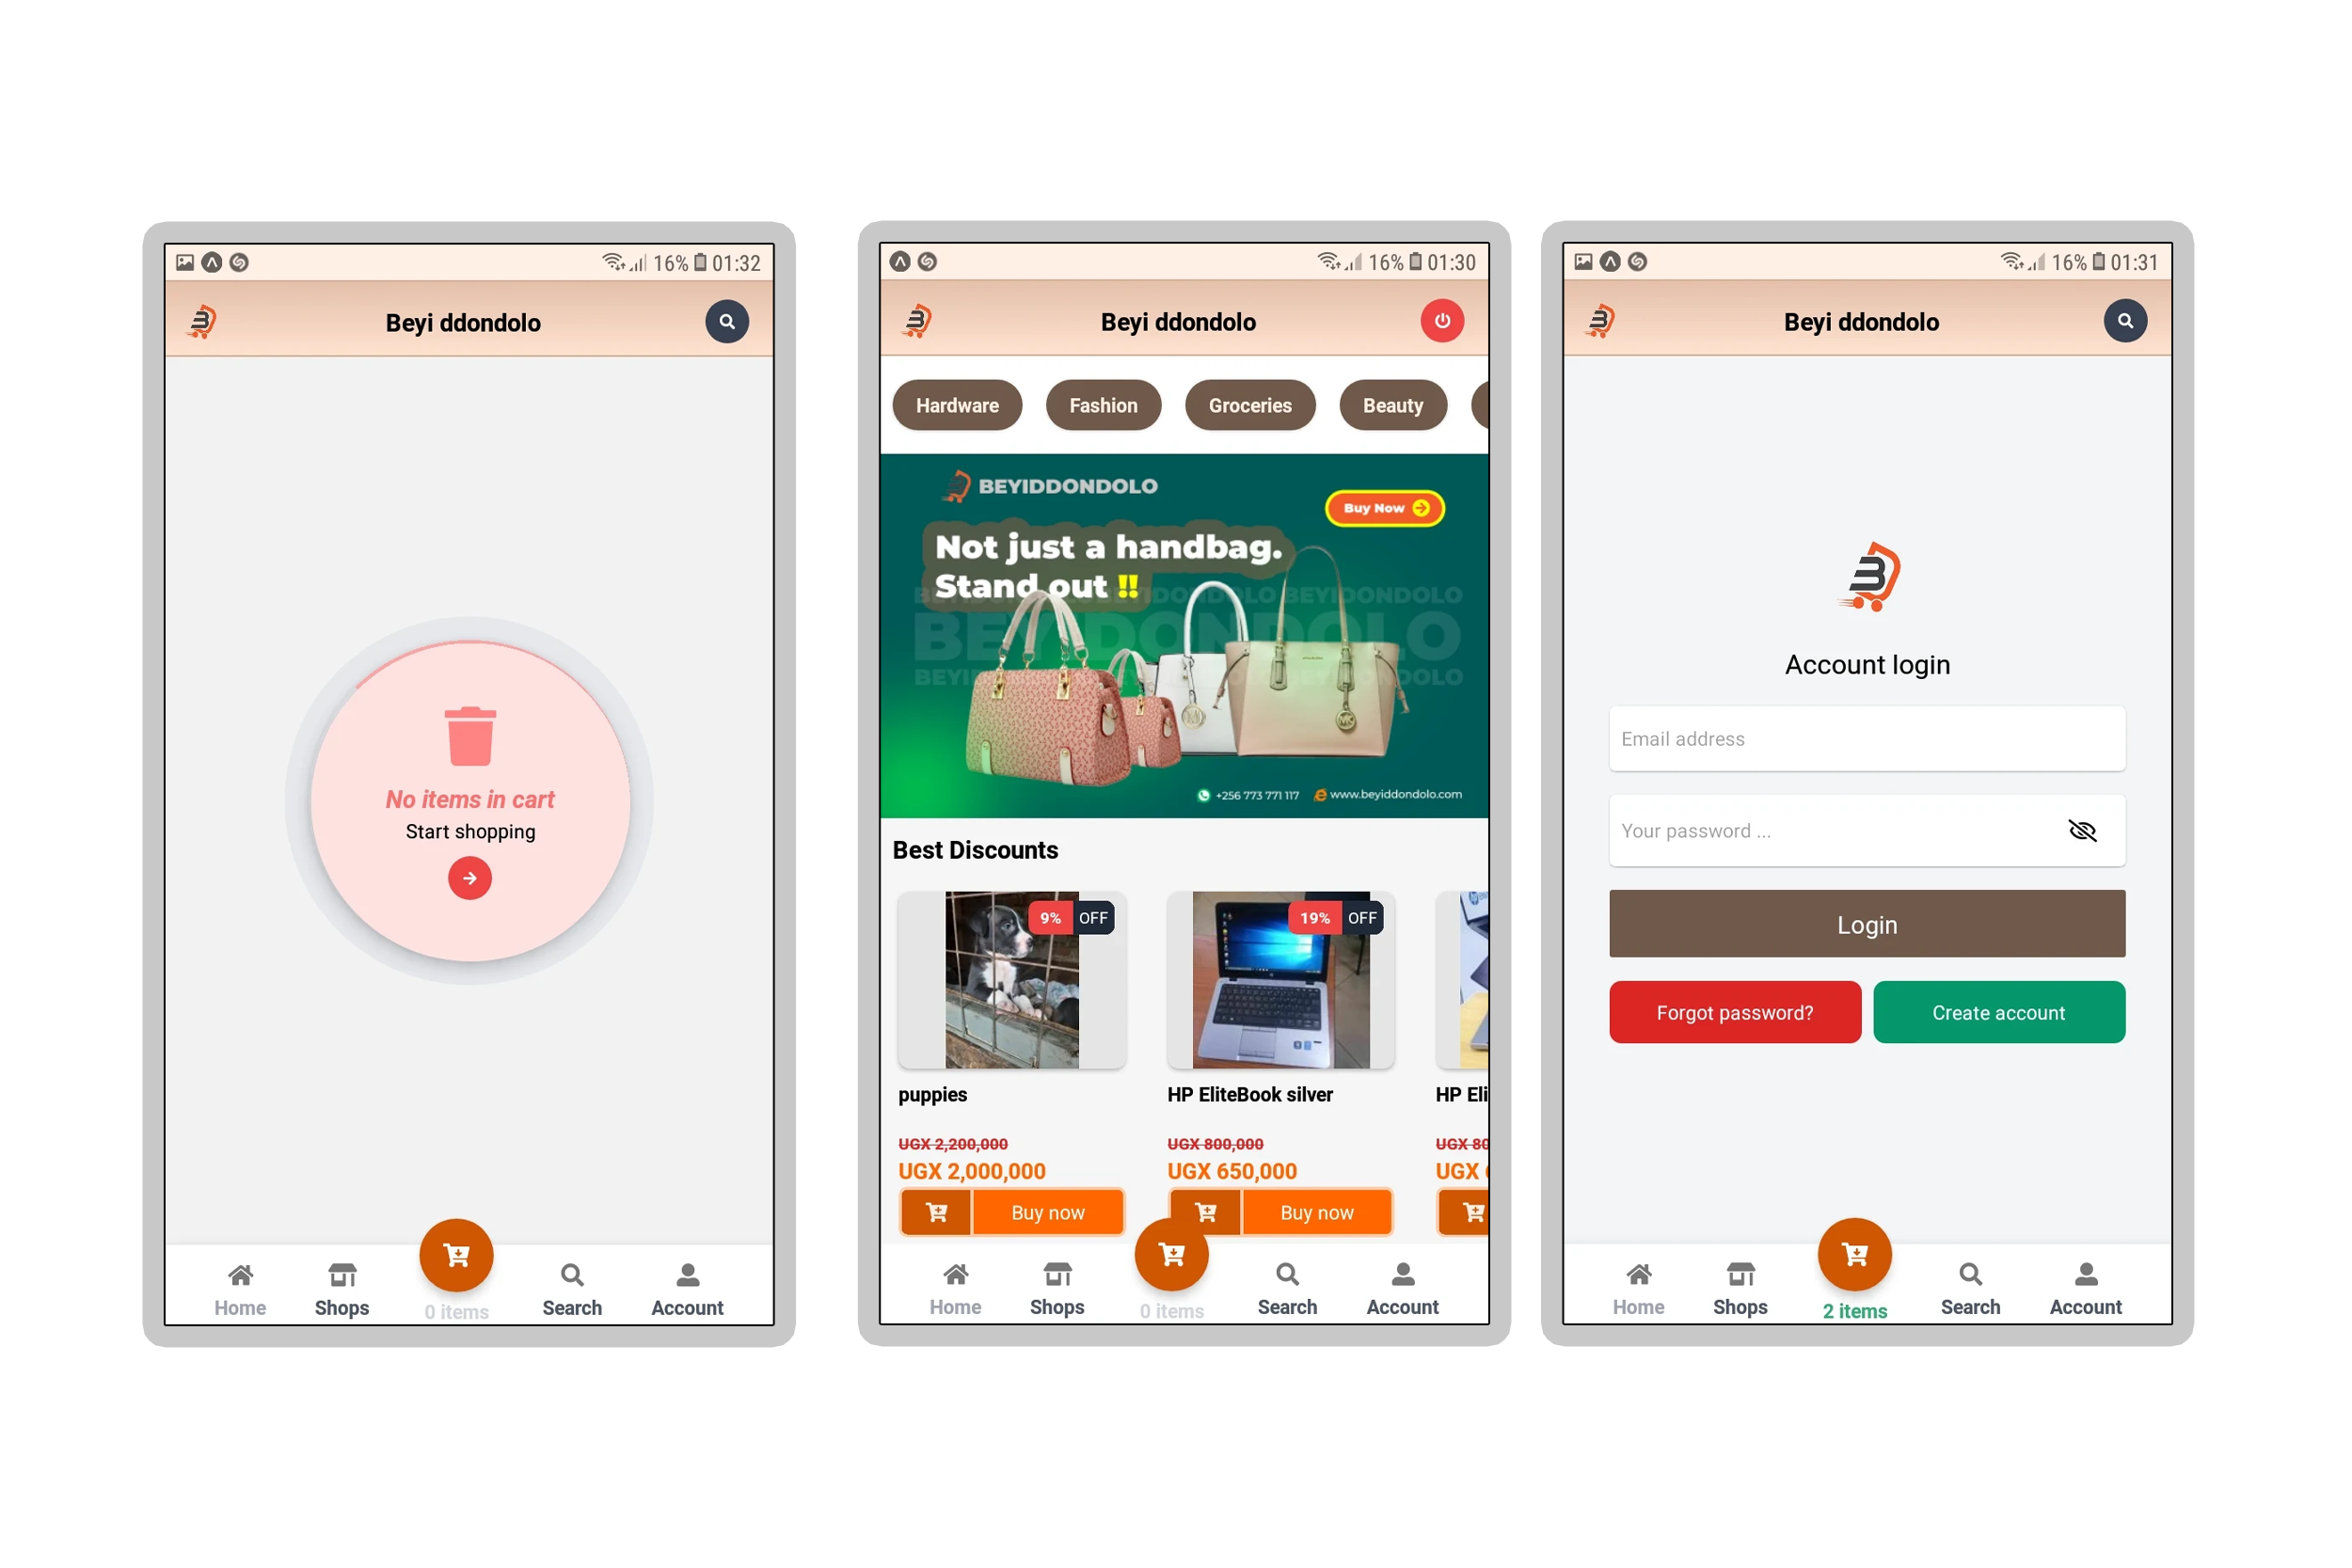 16% 01:32
Beyi ddondolo
No items in cart
Start shopping
Home Shops 0 items Search Account
16% 01:30
Beyi ddondolo
Hardware Fashion Groceries Beauty
BEYIDDONDOLO
Buy Now
Not just a handbag.
Stand out !!
BEYIDDONDOLO
+256 773 771 117 www.beyiddondolo.com
Best Discounts
9% OFF 19% OFF
puppies HP EliteBook silver HP Eli
UGX 2,200,000 UGX 800,000 UGX 80
UGX 2,000,000 UGX 650,000 UGX
Buy now Buy now
Home Shops 0 items Search Account
16% 01:31
Beyi ddondolo
Account login
Email address
Your password ...
Login
Forgot password? Create account
Home Shops 2 items Search Account